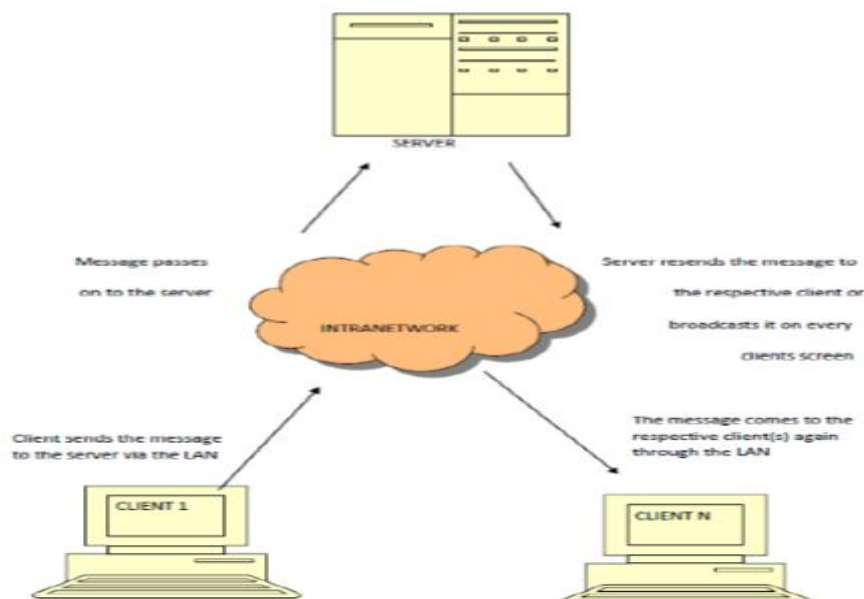 SERVER
Message passes
on to the server
Server resends the message to
the respective client or
broadcasts it on every
clients screen
INTRANETWORK
Client sends the message
to the server via the LAN
The message comes to the
respective client(s) again
through the LAN
CLIENT 1
CLIENT N